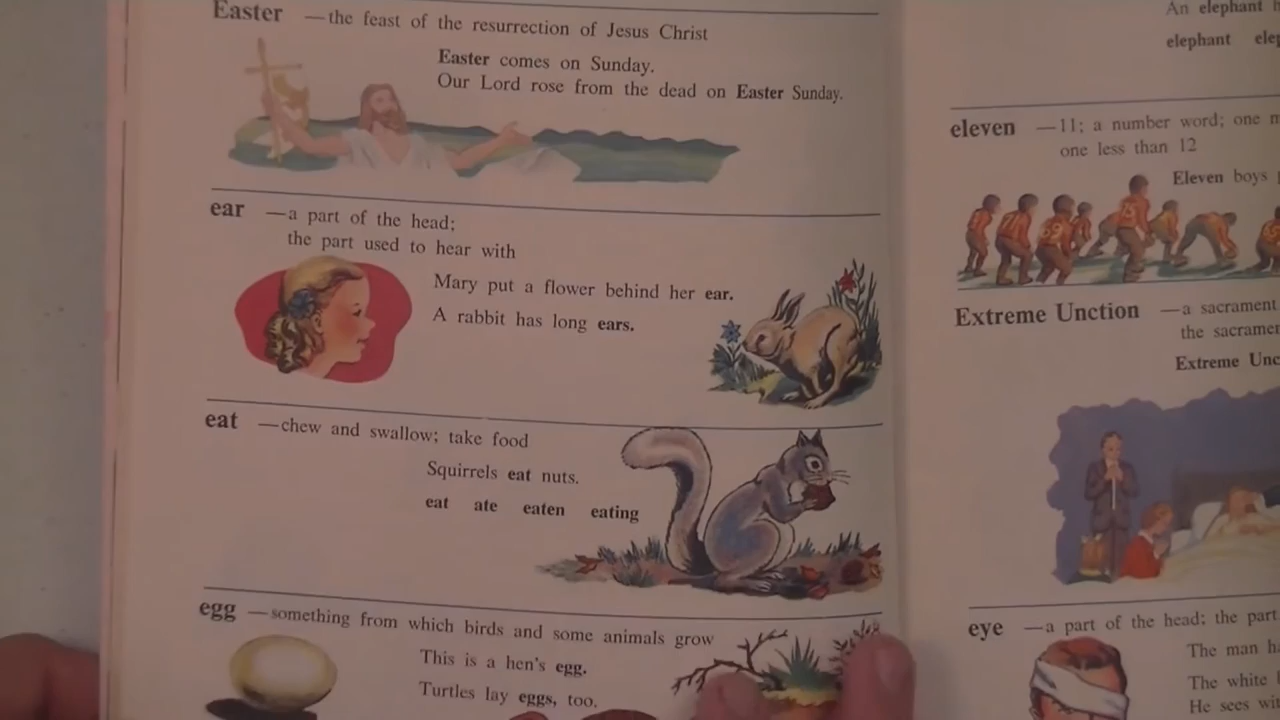 Easter —the feast of the resurrection of Jesus Christ
Easter comes on Sunday.
Our Lord rose from the dead on Easter Sunday.
ear —a part of the head;
the part used to hear with
Mary put a flower behind her ear.
A rabbit has long ears.
eat —chew and swallow; take food
Squirrels eat nuts.
eat ate eaten eating
egg —something from which birds and some animals grow
This is a hen's egg.
Turtles lay eggs, too.
An elephant
elephant
eleven —11; a number word; one
one less than 12
Eleven boys
Extreme Unction —a sacrament
the
Extreme
eye —a part of the head; the part
The man
The white
He sees